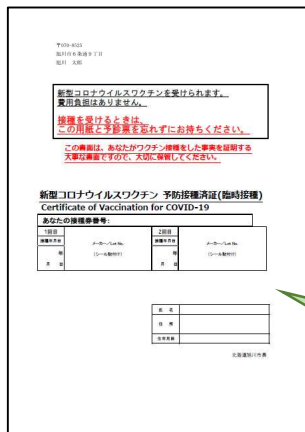 〒070-8525
旭川市6条通9丁目
旭川 太郎
新型コロナウイルスワクチンを受けられます。
費用負担はありません。
接種を受けるときは、
この用紙と予診票を忘れずにお持ちください。
この書面は、あなたがワクチン接種をした事実を証明する
大事な書面ですので、大切に保管してください。
新型コロナウイルスワクチン 予防接種済証(臨時接種)
Certificate of Vaccination for COVID-19
あなたの接種券番号:
1回目 2回目
接種年月日 メーカー/Lot No. 接種年月日 メーカー/Lot No.
年 (シール貼付け) 年 (シール貼付け)
月 日 月 日
氏 名
住 所
生年月日
北海道旭川市長